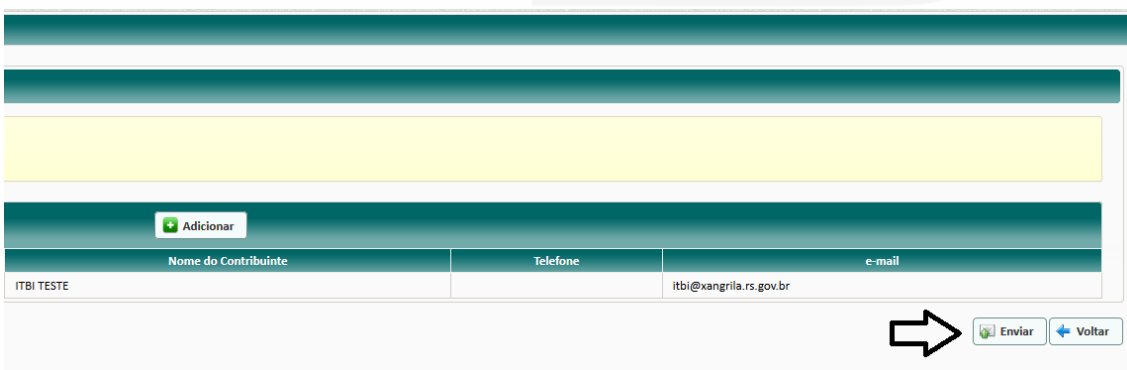 Adicionar
Nome do Contribuinte Telefone e-mail
ITBI TESTE itbi@xangrila.rs.gov.br
Enviar Voltar